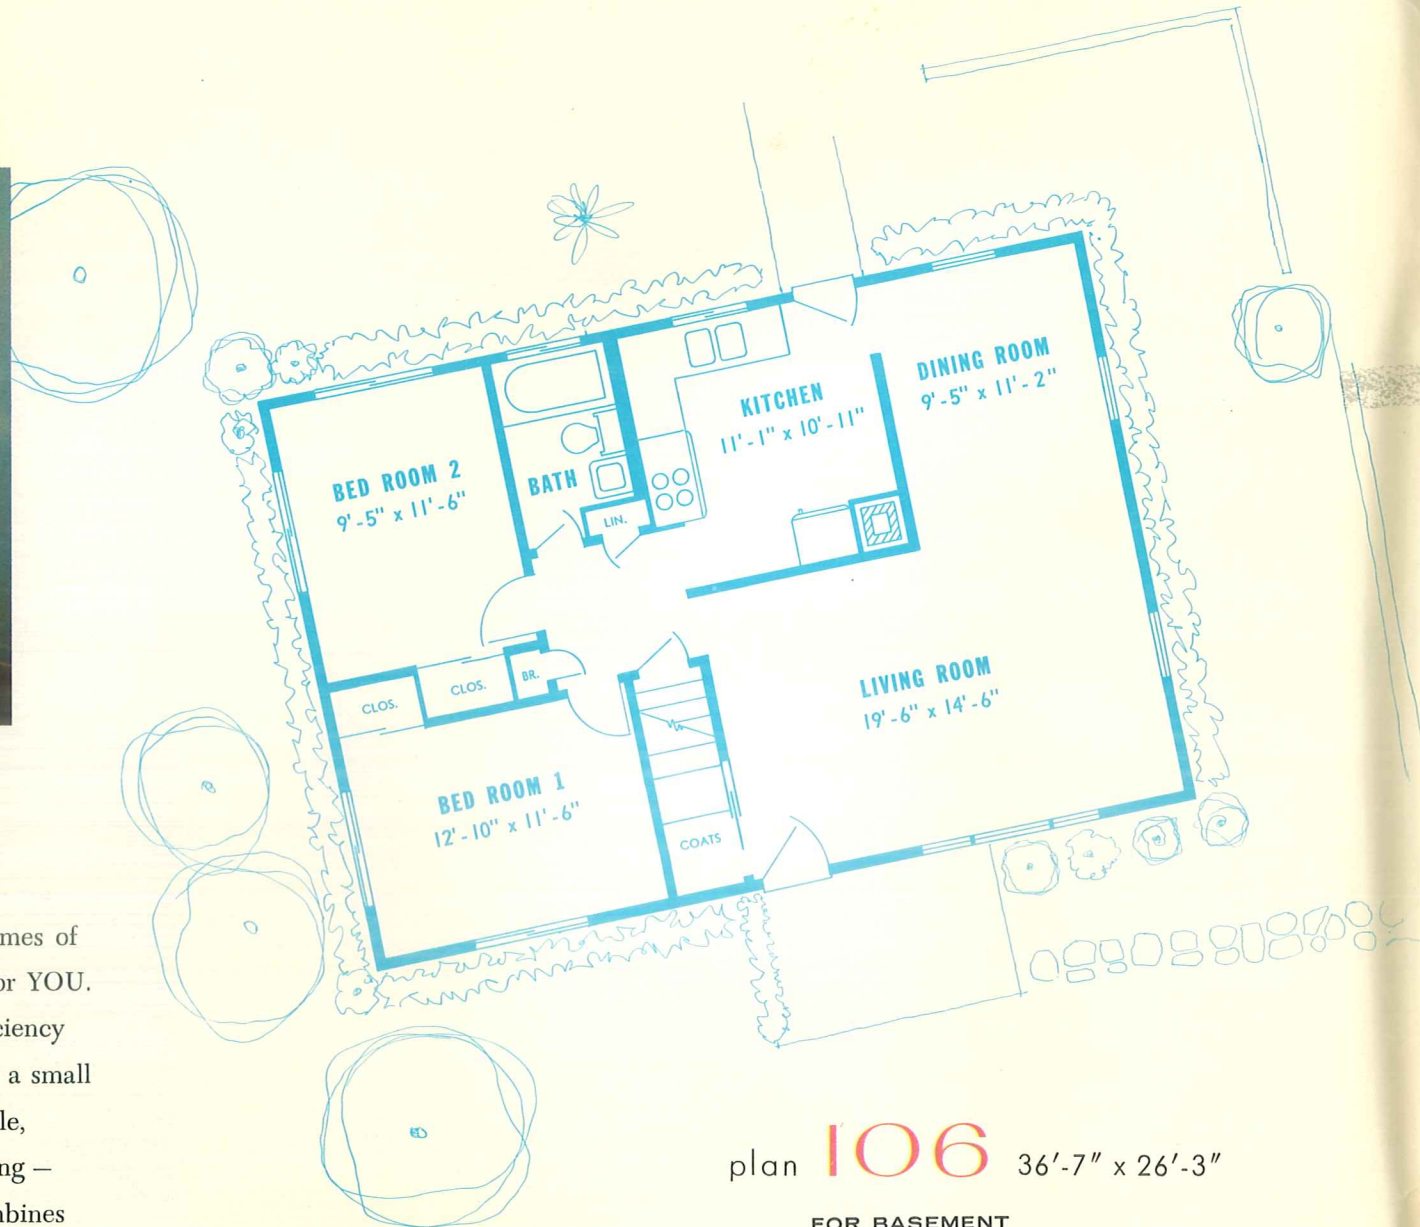 DINING ROOM
9'-5" x 11'-2"
KITCHEN
11'-1" x 10'-11"
BED ROOM 2
9'-5" x 11'-6"
BATH
LIN.
CLOS.
CLOS.
BR.
LIVING ROOM
19'-6" x 14'-6"
BED ROOM 1
12'-10" x 11'-6"
COATS
mes of
or YOU.
ciency
a small
le,
ng —
nbines
plan 106 36'-7" x 26'-3"
FOR BASEMENT